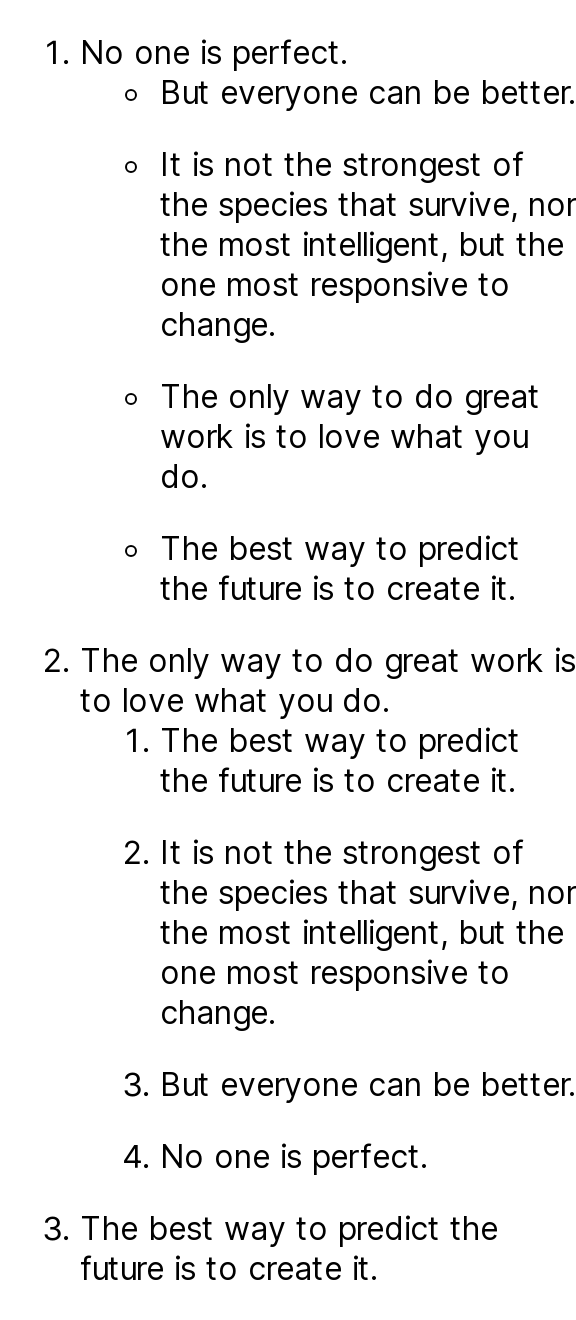 1. No one is perfect.
◦ But everyone can be better.
◦ It is not the strongest of
the species that survive, nor
the most intelligent, but the
one most responsive to
change.
◦ The only way to do great
work is to love what you
do.
◦ The best way to predict
the future is to create it.
2. The only way to do great work is
to love what you do.
1. The best way to predict
the future is to create it.
2. It is not the strongest of
the species that survive, nor
the most intelligent, but the
one most responsive to
change.
3. But everyone can be better.
4. No one is perfect.
3. The best way to predict the
future is to create it.